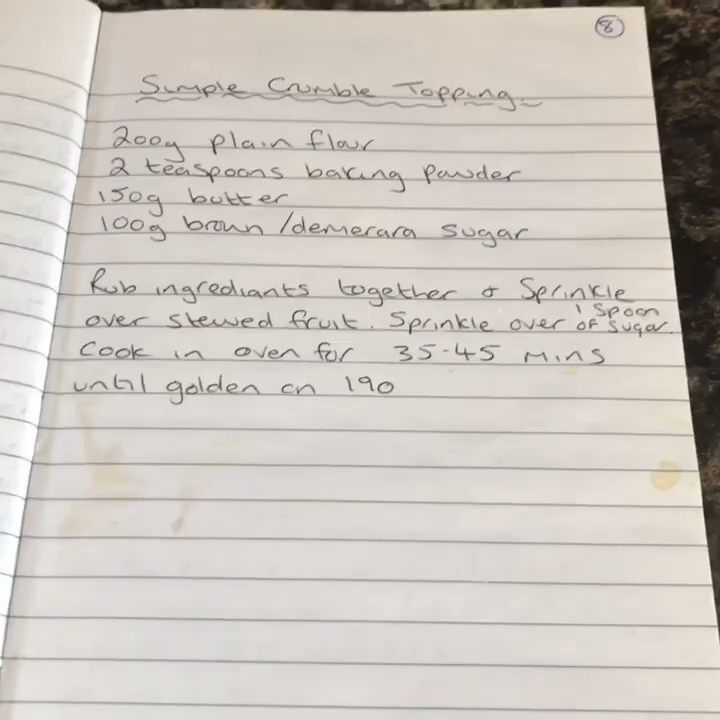 8
Simple Crumble Topping
200g plain flour
2 teaspoons baking powder
150g butter
100g brown /demerara sugar
Rub ingrediants together & Sprinkle
over stewed fruit. Sprinkle over 1 spoon of sugar.
Cook in oven for 35-45 mins
until golden on 190